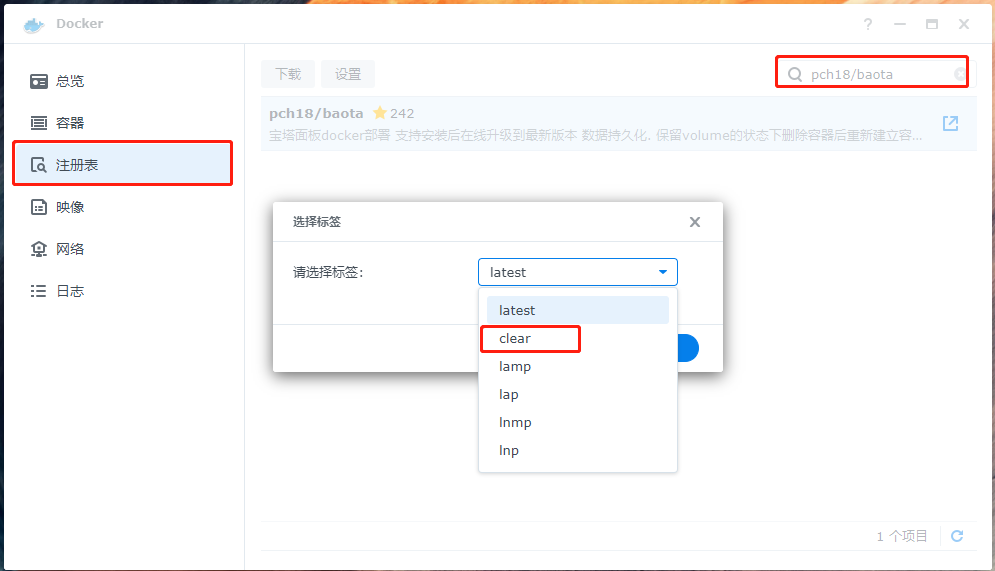 Docker
总览
容器
注册表
映像
网络
日志
下载 设置 pch18/baota
pch18/baota 242
宝塔面板docker部署 支持安装后在线升级到最新版本 数据持久化. 保留volume的状态下删除容器后重新建立容...
选择标签
请选择标签: latest
latest
clear
lamp
lap
lnmp
lnp
1 个项目